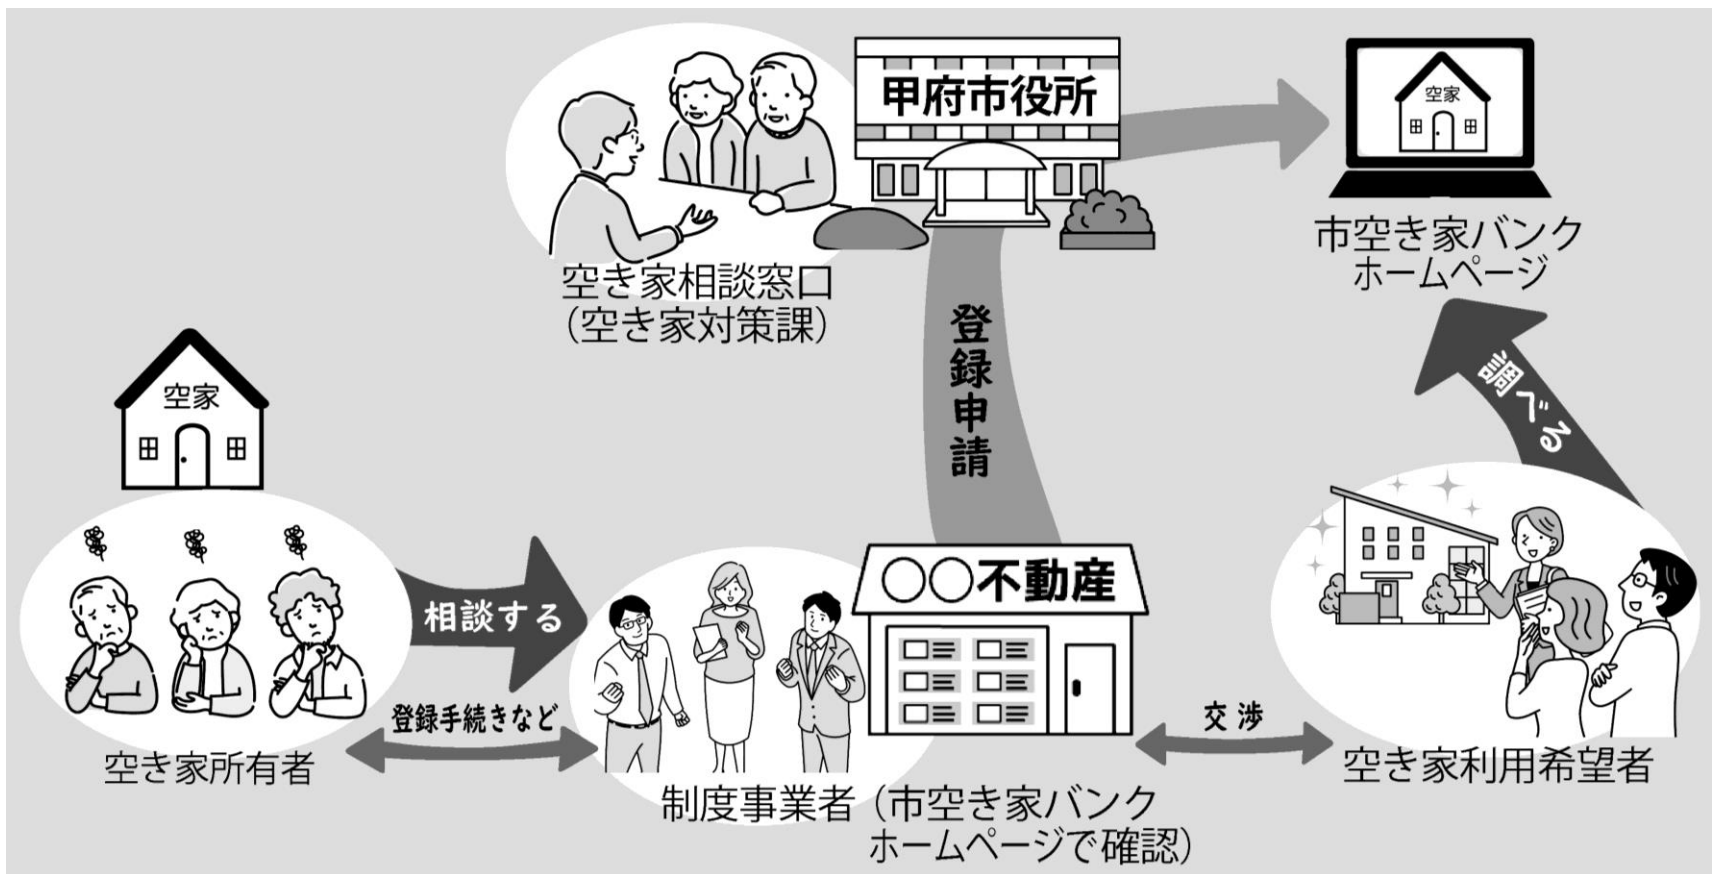 甲府市役所
空家
市空き家バンク
ホームページ
空き家相談窓口
（空き家対策課）
登録申請
調べる
空家
相談する
登録手続きなど
空き家所有者
〇〇不動産
制度事業者（市空き家バンク
ホームページで確認）
交渉
空き家利用希望者